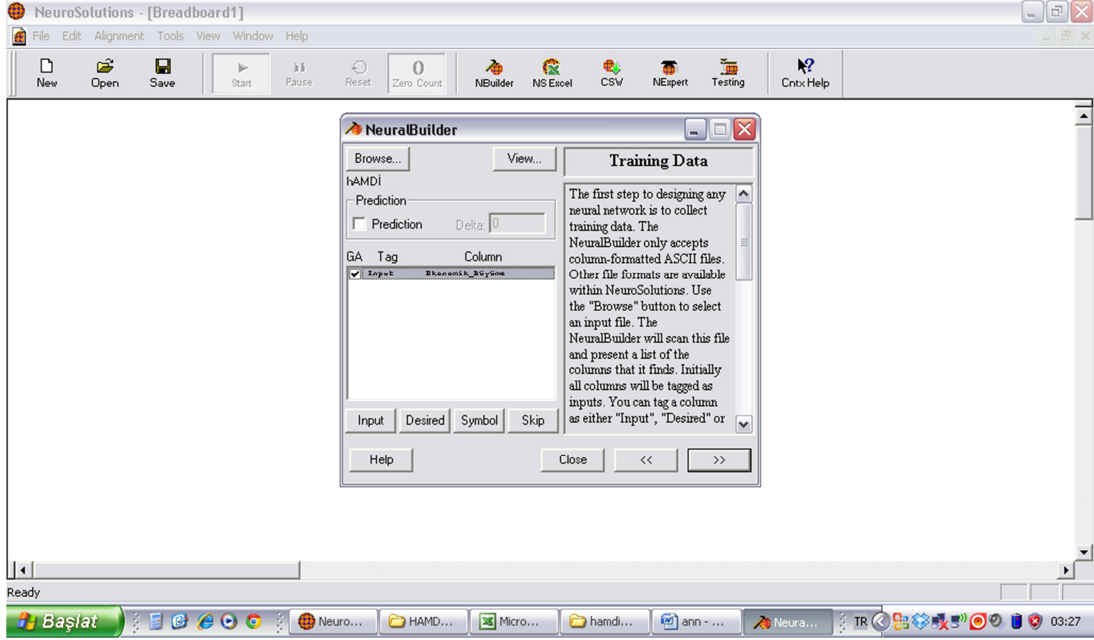 NeuroSolutions - [Breadboard1]
File Edit Alignment Tools View Window Help
New Open Save Start Pause Reset 0 Zero Count NBuilder NS Excel CSW NExpert Testing Cntx Help
NeuralBuilder
Browse... View...
hAMDİ
Prediction
Prediction Delta: 0
GA Tag Column
Input Ekonomik_Büyüme
Input Desired Symbol Skip
Training Data
The first step to designing any
neural network is to collect
training data. The
NeuralBuilder only accepts
column-formatted ASCII files.
Other file formats are available
within NeuroSolutions. Use
the "Browse" button to select
an input file. The
NeuralBuilder will scan this file
and present a list of the
columns that it finds. Initially
all columns will be tagged as
inputs. You can tag a column
as either "Input", "Desired" or
Help Close << >>
Ready
Başlat Neuro... HAMD... Micro... hamdi... ann - ... Neura... TR 03:27